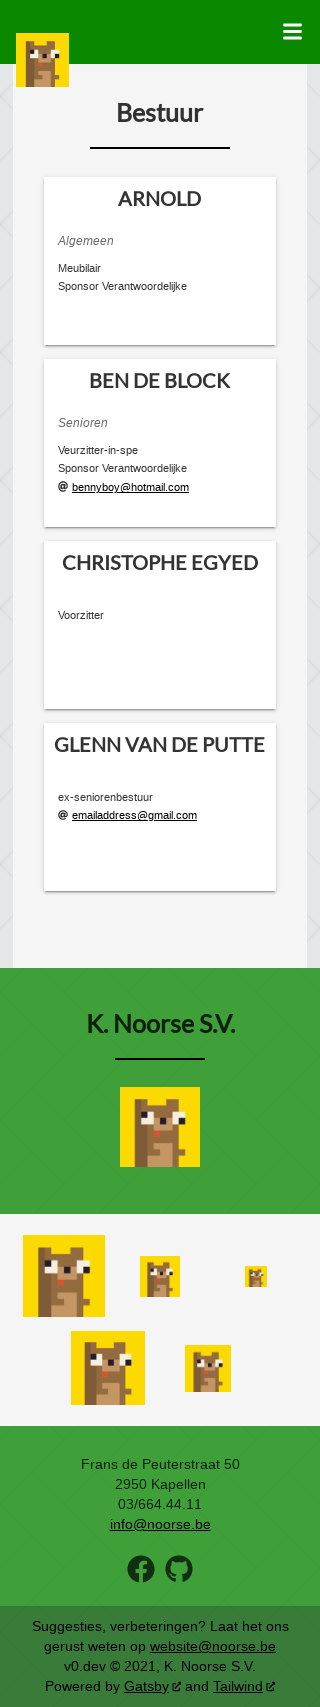 Bestuur
ARNOLD
Algemeen
Meubilair
Sponsor Verantwoordelijke
BEN DE BLOCK
Senioren
Veurzitter-in-spe
Sponsor Verantwoordelijke
@ bennyboy@hotmail.com
CHRISTOPHE EGYED
Voorzitter
GLENN VAN DE PUTTE
ex-seniorenbestuur
@ emailaddress@gmail.com
K. Noorse S.V.
Frans de Peuterstraat 50
2950 Kapellen
03/664.44.11
info@noorse.be
Suggesties, verbeteringen? Laat het ons
gerust weten op website@noorse.be
v0.dev © 2021, K. Noorse S.V.
Powered by Gatsby and Tailwind